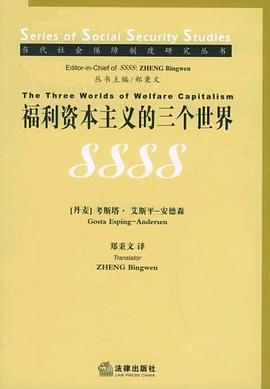 Series of Social Security Studies
当代社会保障制度研究丛书
Editor-in-Chief of SSSS: ZHENG Bingwen
丛书主编/郑秉文
The Three Worlds of Welfare Capitalism
福利资本主义的三个世界
SSSS
[丹麦]考斯塔·艾斯平-安德森
Gosta Esping-Andersen
郑秉文 译
Translator
ZHENG Bingwen
法律出版社
LAW PRESS CHINA